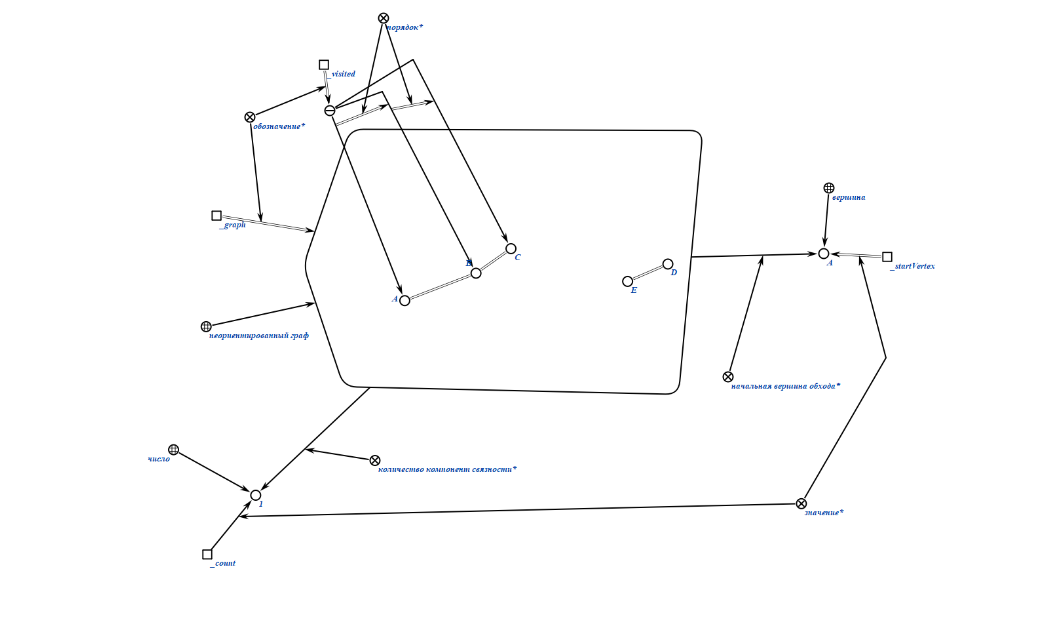 порядок*
_visited
обозначение*
вершина
_graph
B
C
A
_startVertex
D
E
A
неориентированный граф
начальная вершина обхода*
число
количество компонент связности*
1
значение*
_count